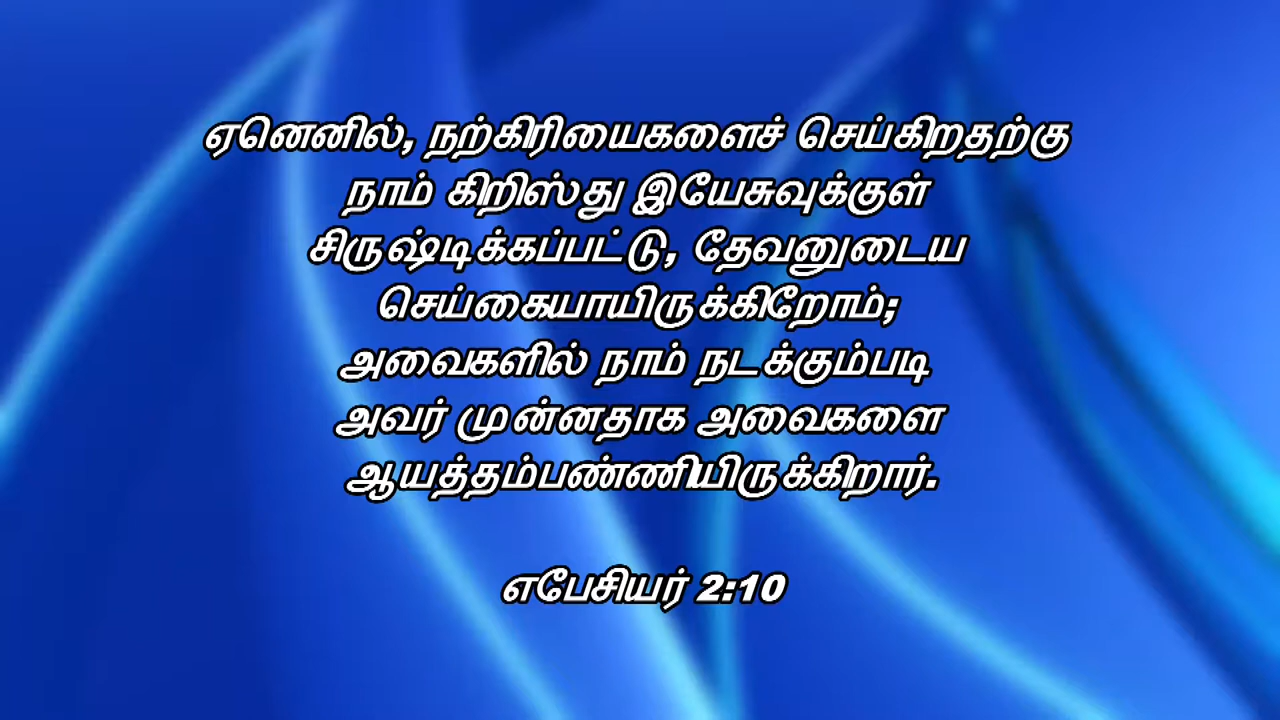 ஏனெனில், நற்கிரியைகளைச் செய்கிறதற்கு
நாம் கிறிஸ்து இயேசுவுக்குள்
சிருஷ்டிக்கப்பட்டு, தேவனுடைய
செய்கையாயிருக்கிறோம்;
அவைகளில் நாம் நடக்கும்படி
அவர் முன்னதாக அவைகளை
ஆயத்தம்பண்ணியிருக்கிறார்.
எபேசியர் 2:10